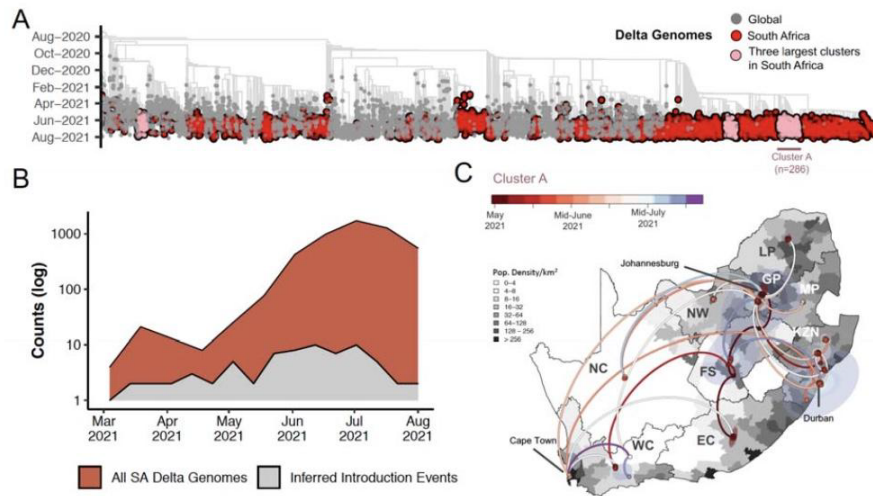 A
Aug-2020
Oct-2020
Dec-2020
Feb-2021
Apr-2021
Jun-2021
Aug-2021
Delta Genomes
Global
South Africa
Three largest clusters
in South Africa
Cluster A
(n=286)
B
Counts (log)
1000
100
10
1
Mar
2021
Apr
2021
May
2021
Jun
2021
Jul
2021
Aug
2021
All SA Delta Genomes
Inferred Introduction Events
C
Cluster A
May
2021
Mid-June
2021
Mid-July
2021
Pop. Density/km²
0–4
4–8
8–16
16–32
32–64
64–128
128 – 256
> 256
Johannesburg
LP
GP
MP
NW
KZN
NC
FS
Durban
EC
WC
Cape Town